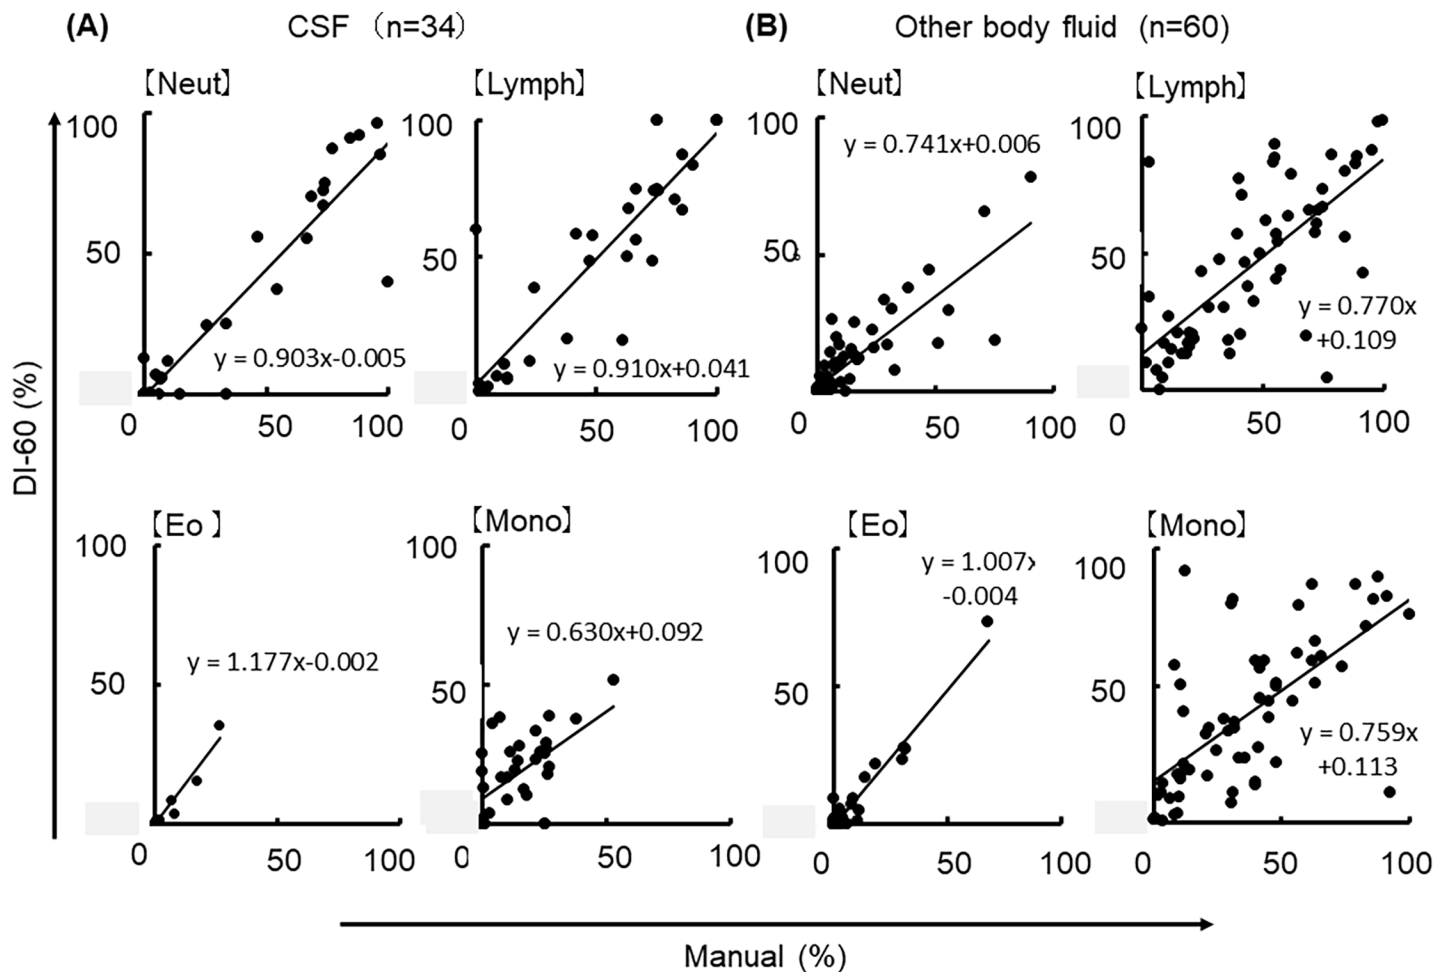 (A) CSF (n=34)
(B) Other body fluid (n=60)
DI-60 (%)
【Neut】
100
50
0 50 100
y = 0.903x-0.005
【Lymph】
100
50
0 50 100
y = 0.910x+0.041
【Neut】
100
50
0 50 100
y = 0.741x+0.006
【Lymph】
100
50
0 50 100
y = 0.770x
+0.109
【Eo 】
100
50
0 50 100
y = 1.177x-0.002
【Mono】
100
50
0 50 100
y = 0.630x+0.092
【Eo】
100
50
0 50 100
y = 1.007x
-0.004
【Mono】
100
50
0 50 100
y = 0.759x
+0.113
Manual (%)